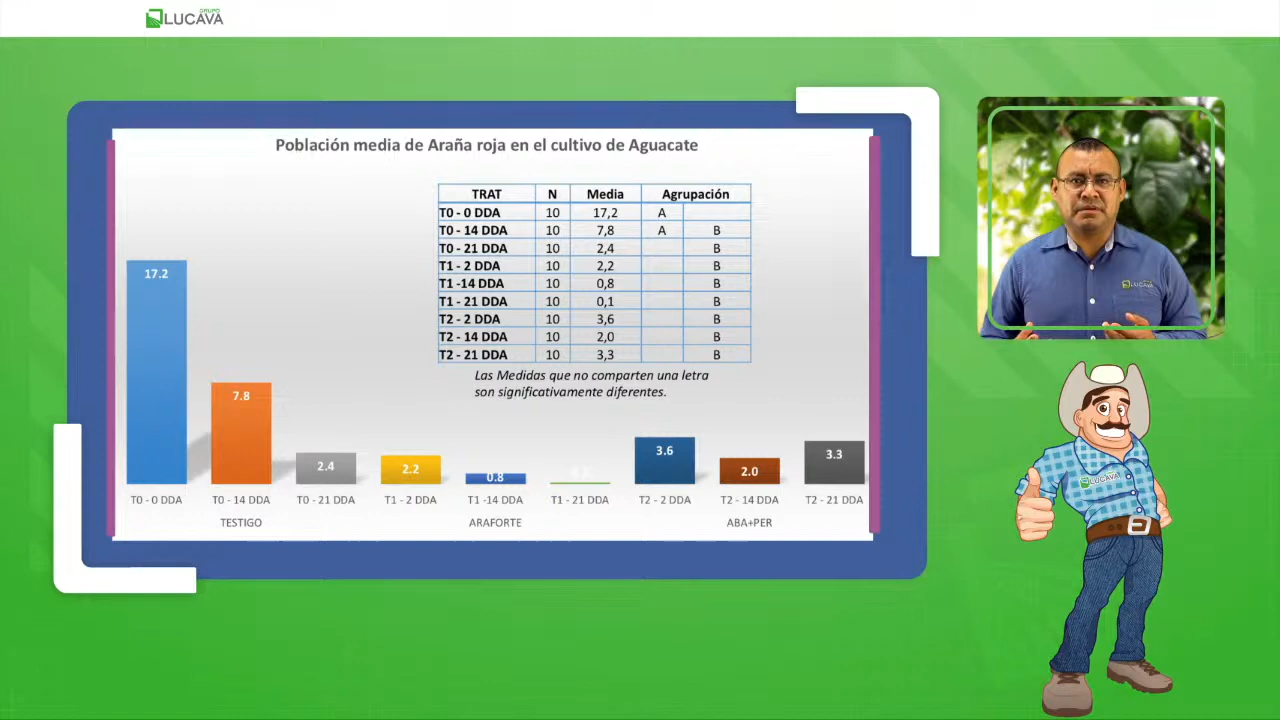 GRUPO
LUCAVA
Población media de Araña roja en el cultivo de Aguacate
TRAT N Media Agrupación
T0 - 0 DDA 10 17,2 A
T0 - 14 DDA 10 7,8 A B
T0 - 21 DDA 10 2,4 B
T1 - 2 DDA 10 2,2 B
T1 -14 DDA 10 0,8 B
T1 - 21 DDA 10 0,1 B
T2 - 2 DDA 10 3,6 B
T2 - 14 DDA 10 2,0 B
T2 - 21 DDA 10 3,3 B
Las Medidas que no comparten una letra
son significativamente diferentes.
17.2
7.8
2.4
2.2
0.8
3.6
2.0
3.3
T0 - 0 DDA T0 - 14 DDA T0 - 21 DDA T1 - 2 DDA T1 -14 DDA T1 - 21 DDA T2 - 2 DDA T2 - 14 DDA T2 - 21 DDA
TESTIGO ARAFORTE ABA+PER
LUCAVA
LUCAVA